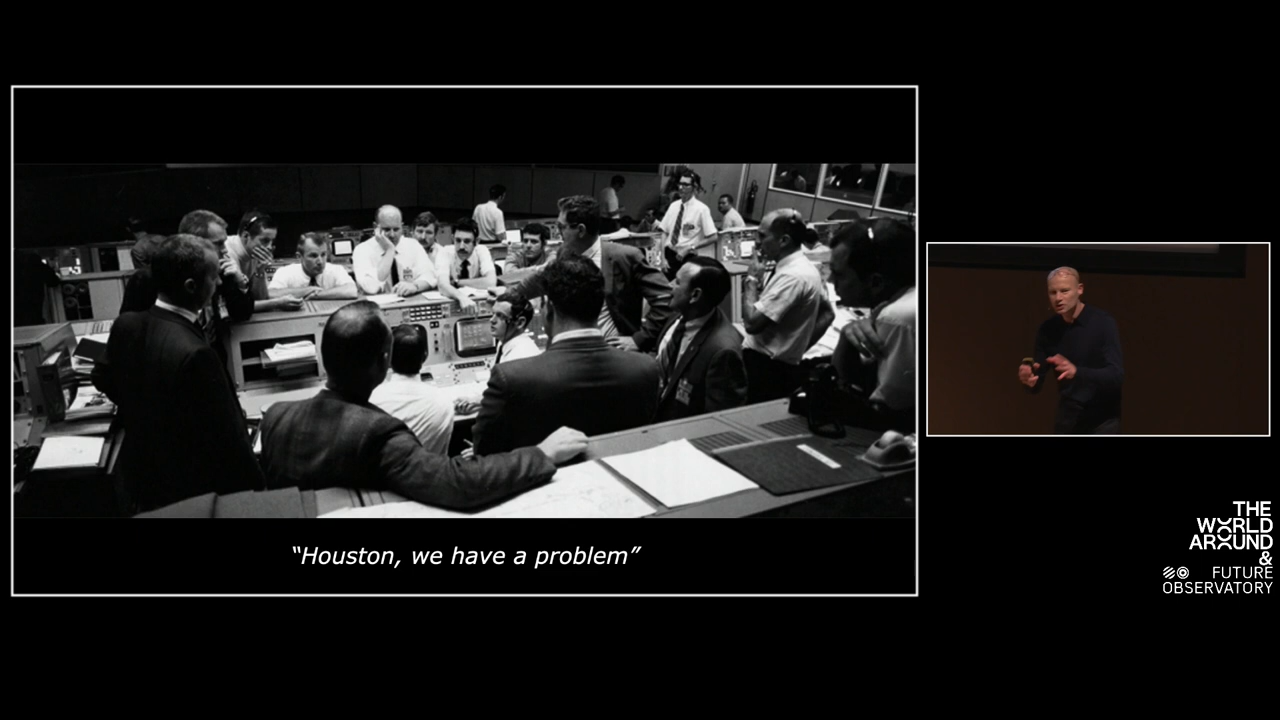 “Houston, we have a problem”
THE
WORLD
AROUND
&
FUTURE
OBSERVATORY